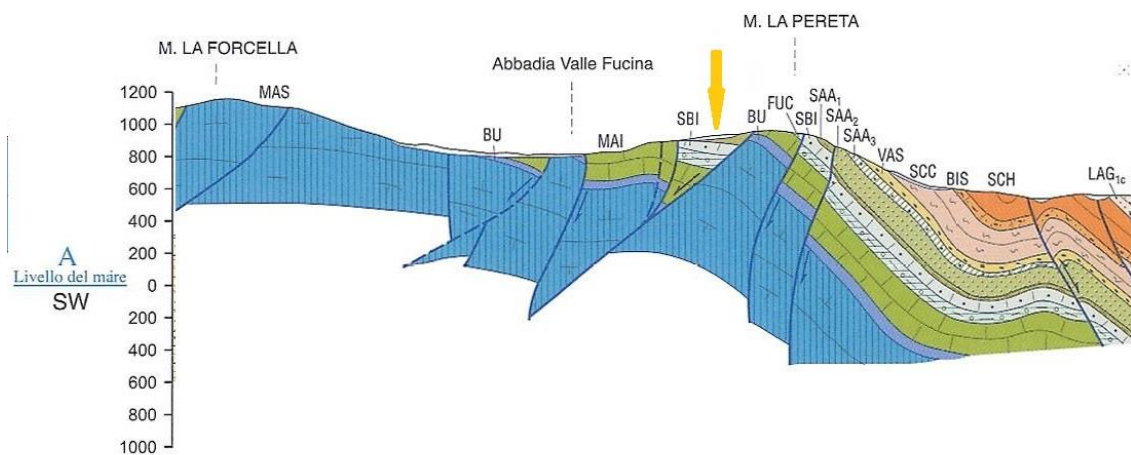 M. LA FORCELLA
Abbadia Valle Fucina
M. LA PERETA
MAS
BU
MAI
SBI
BU
FUC
SBI
SAA₁
SAA₂
SAA₃
VAS
SCC
BIS
SCH
LAG₁c
1200
1000
800
600
400
200
0
200
400
600
800
1000
A
Livello del mare
SW